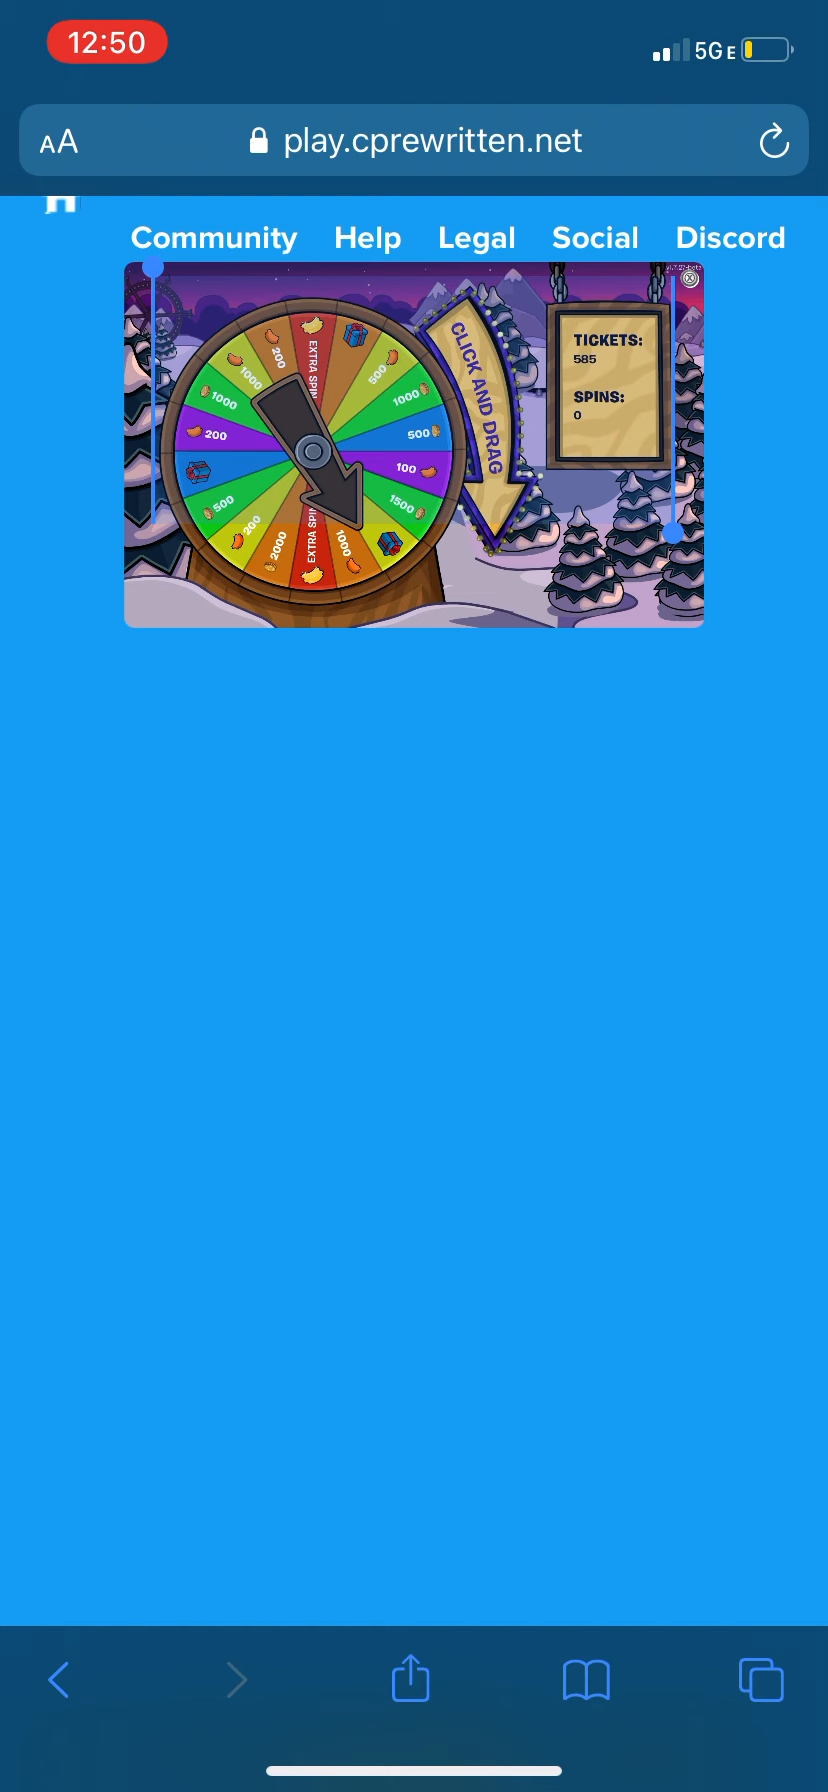 12:50
5G E
AA play.cprewritten.net
Community Help Legal Social Discord
TICKETS:
585
SPINS:
0
CLICK AND DRAG
EXTRA SPIN
500
1000
500
100
1500
1000
EXTRA SPIN
2000
200
500
200
1000
1000
200